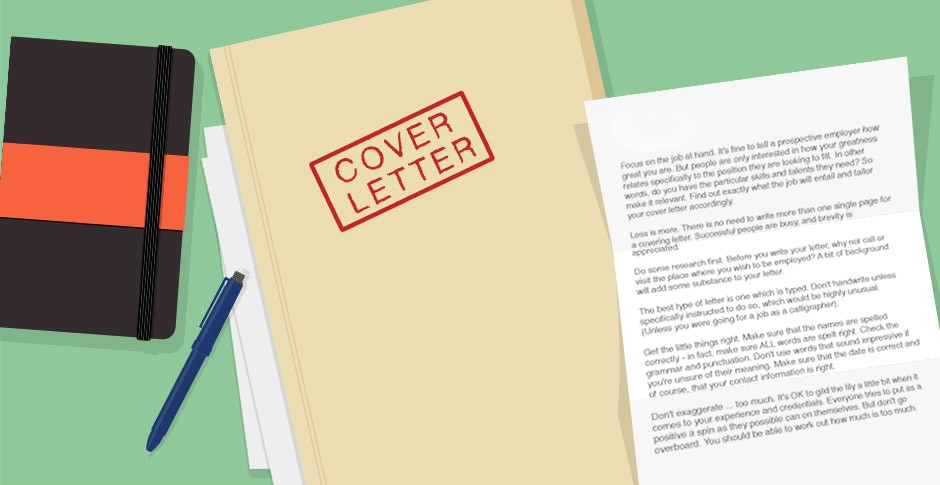 COVER
LETTER
Focus on the job at hand. It's fine to tell a prospective employer how
great you are. But people are only interested in how your greatness
relates specifically to the position they are looking to fill. In other
words, do you have the particular skills and talents they need? So
make it relevant. Find out exactly what the job will entail and tailor
your cover letter accordingly.
Less is more. There is no need to write more than one single page for
a covering letter. Successful people are busy, and brevity is
appreciated.
Do some research first. Before you write your letter, why not call or
visit the place where you wish to be employed? A bit of background
will add some substance to your letter.
The best type of letter is one which is typed. Don't handwrite unless
specifically instructed to do so, which would be highly unusual.
(Unless you were going for a job as a calligrapher).
Get the little things right. Make sure that the names are spelled
correctly - in fact, make sure ALL words are spelt right. Check the
grammar and punctuation. Don't use words that sound impressive if
you're unsure of their meaning. Make sure that the date is correct and
of course, that your contact information is right.
Don't exaggerate ... too much. It's OK to gild the lily a little bit when it
comes to your experience and credentials. Everyone tries to put as a
positive a spin as they possible can on themselves. But don't go
overboard. You should be able to work out how much is too much.